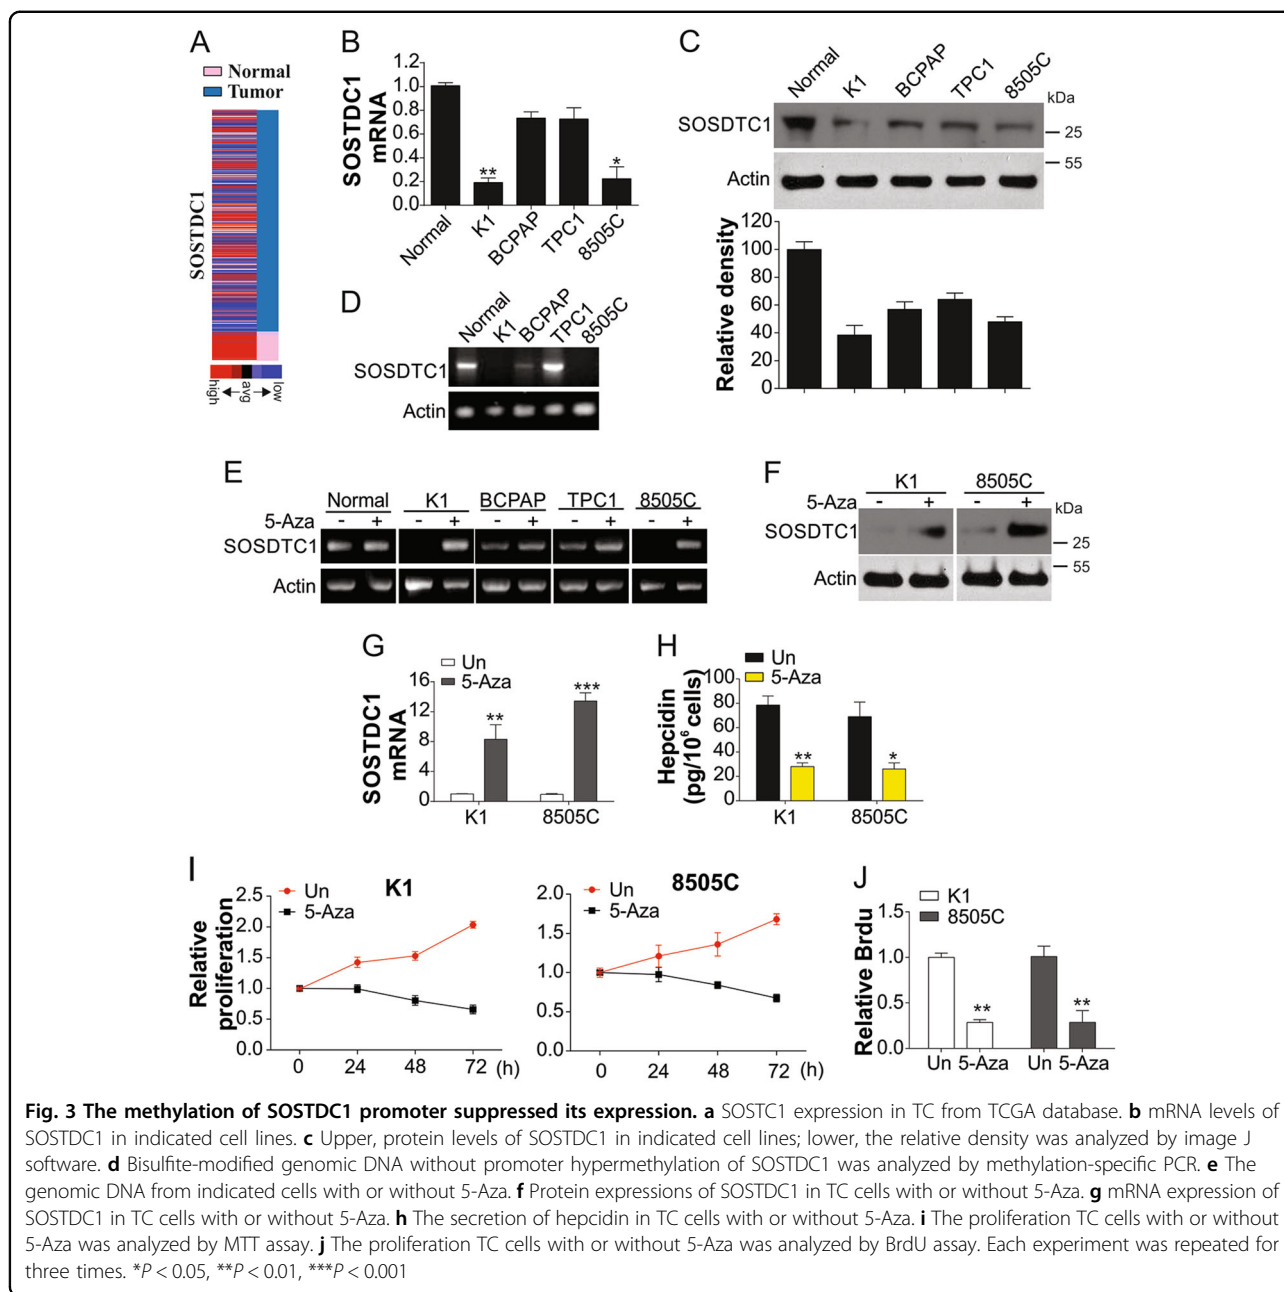 A
Normal
Tumor
SOSTDC1
high
avg
low
B
SOSTDC1
mRNA
1.2
1.0
0.8
0.6
0.4
0.2
0.0
**
*
Normal
K1
BCPAP
TPC1
8505C
C
Normal
K1
BCPAP
TPC1
8505C
kDa
SOSDTC1
25
55
Actin
Relative density
120
100
80
60
40
20
0
D
Normal
K1
BCPAP
TPC1
8505C
SOSDTC1
Actin
E
Normal K1 BCPAP TPC1 8505C
5-Aza - + - + - + - + - +
SOSDTC1
Actin
F
K1 8505C
5-Aza - + - + kDa
SOSDTC1
25
55
Actin
G
Un
5-Aza
SOSTDC1
mRNA
16
12
8
4
0
**
***
K1 8505C
H
Un
5-Aza
Hepcidin
(pg/10⁶ cells)
100
80
60
40
20
0
**
*
K1 8505C
I
Un
5-Aza
K1
Relative
proliferation
2.5
2.0
1.5
1.0
0.5
0.0
0 24 48 72 (h)
Un
5-Aza
8505C
2.0
1.5
1.0
0.5
0.0
0 24 48 72 (h)
J
K1
8505C
Relative Brdu
1.5
1.0
0.5
0.0
**
**
Un 5-Aza Un 5-Aza
Fig. 3 The methylation of SOSTDC1 promoter suppressed its expression. a SOSTC1 expression in TC from TCGA database. b mRNA levels of
SOSTDC1 in indicated cell lines. c Upper, protein levels of SOSTDC1 in indicated cell lines; lower, the relative density was analyzed by image J
software. d Bisulfite-modified genomic DNA without promoter hypermethylation of SOSTDC1 was analyzed by methylation-specific PCR. e The
genomic DNA from indicated cells with or without 5-Aza. f Protein expressions of SOSTDC1 in TC cells with or without 5-Aza. g mRNA expression of
SOSTDC1 in TC cells with or without 5-Aza. h The secretion of hepcidin in TC cells with or without 5-Aza. i The proliferation TC cells with or without
5-Aza was analyzed by MTT assay. j The proliferation TC cells with or without 5-Aza was analyzed by BrdU assay. Each experiment was repeated for
three times. *P < 0.05, **P < 0.01, ***P < 0.001